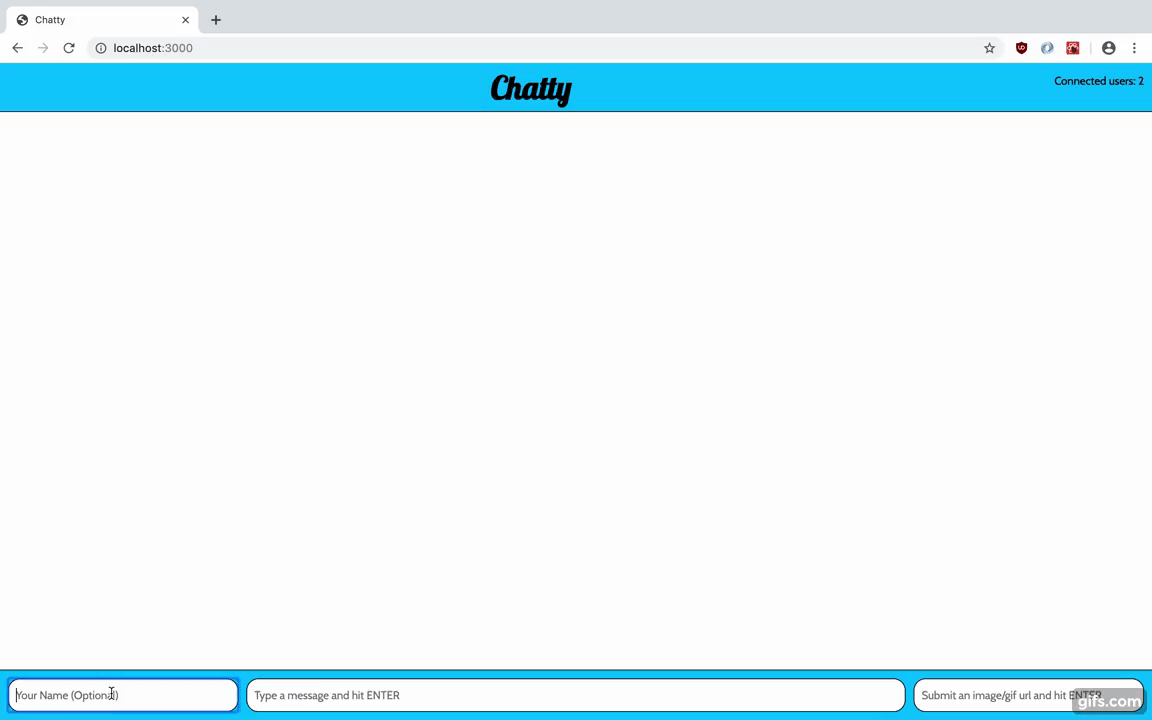 Chatty
localhost:3000
Chatty
Connected users: 2
Your Name (Optional)
Type a message and hit ENTER
Submit an image/gif url and hit ENTER
gifs.com